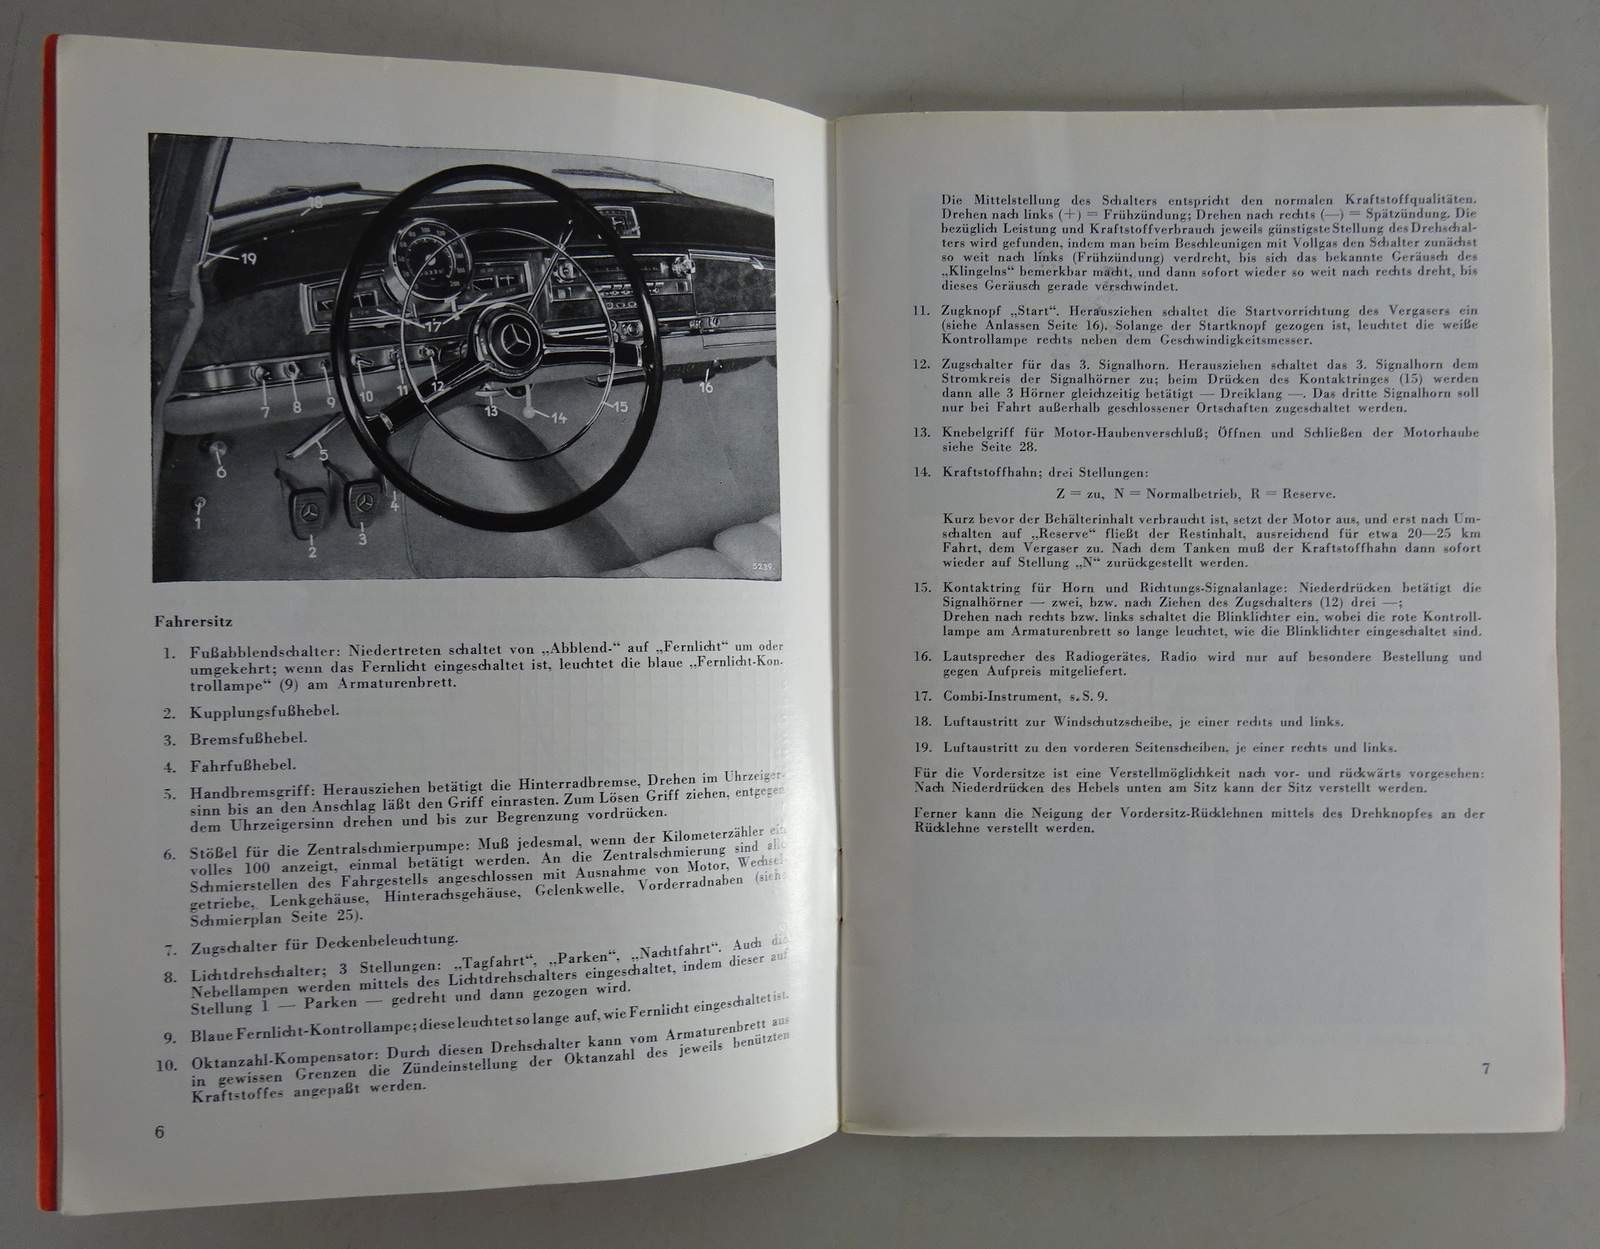 18
19
17
7
8
9
10
11
12
13
14
15
16
5
6
1
2
3
4
5239
Fahrersitz
1. Fußabblendschalter: Niedertreten schaltet von „Abblend-“ auf „Fernlicht“ um oder
umgekehrt; wenn das Fernlicht eingeschaltet ist, leuchtet die blaue „Fernlicht-Kon-
trollampe“ (9) am Armaturenbrett.
2. Kupplungsfußhebel.
3. Bremsfußhebel.
4. Fahrfußhebel.
5. Handbremsgriff: Herausziehen betätigt die Hinterradbremse, Drehen im Uhrzeiger-
sinn bis an den Anschlag läßt den Griff einrasten. Zum Lösen Griff ziehen, entgegen
dem Uhrzeigersinn drehen und bis zur Begrenzung vordrücken.
6. Stößel für die Zentralschmierpumpe: Muß jedesmal, wenn der Kilometerzähler ein
volles 100 anzeigt, einmal betätigt werden. An die Zentralschmierung sind alle
Schmierstellen des Fahrgestells angeschlossen mit Ausnahme von Motor, Wechsel-
getriebe, Lenkgehäuse, Hinterachsgehäuse, Gelenkwelle, Vorderradnaben (siehe
Schmierplan Seite 25).
7. Zugschalter für Deckenbeleuchtung.
8. Lichtdrehschalter; 3 Stellungen: „Tagfahrt“, „Parken“, „Nachtfahrt“. Auch die
Nebellampen werden mittels des Lichtdrehschalters eingeschaltet, indem dieser auf
Stellung 1 — Parken — gedreht und dann gezogen wird.
9. Blaue Fernlicht-Kontrollampe; diese leuchtet so lange auf, wie Fernlicht eingeschaltet ist.
10. Oktanzahl-Kompensator: Durch diesen Drehschalter kann vom Armaturenbrett aus
in gewissen Grenzen die Zündeinstellung der Oktanzahl des jeweils benützten
Kraftstoffes angepaßt werden.
6
Die Mittelstellung des Schalters entspricht den normalen Kraftstoffqualitäten.
Drehen nach links (+) = Frühzündung; Drehen nach rechts (—) = Spätzündung. Die
bezüglich Leistung und Kraftstoffverbrauch jeweils günstigste Stellung des Drehschal-
ters wird gefunden, indem man beim Beschleunigen mit Vollgas den Schalter zunächst
so weit nach links (Frühzündung) verdreht, bis sich das bekannte Geräusch des
„Klingelns“ bemerkbar macht, und dann sofort wieder so weit nach rechts dreht, bis
dieses Geräusch gerade verschwindet.
11. Zugknopf „Start“. Herausziehen schaltet die Startvorrichtung des Vergasers ein
(siehe Anlassen Seite 16). Solange der Startknopf gezogen ist, leuchtet die weiße
Kontrollampe rechts neben dem Geschwindigkeitsmesser.
12. Zugschalter für das 3. Signalhorn. Herausziehen schaltet das 3. Signalhorn dem
Stromkreis der Signalhörner zu; beim Drücken des Kontaktringes (15) werden
dann alle 3 Hörner gleichzeitig betätigt — Dreiklang —. Das dritte Signalhorn soll
nur bei Fahrt außerhalb geschlossener Ortschaften zugeschaltet werden.
13. Knebelgriff für Motor-Haubenverschluß; Öffnen und Schließen der Motorhaube
siehe Seite 28.
14. Kraftstoffhahn; drei Stellungen:
Z = zu, N = Normalbetrieb, R = Reserve.
Kurz bevor der Behälterinhalt verbraucht ist, setzt der Motor aus, und erst nach Um-
schalten auf „Reserve“ fließt der Restinhalt, ausreichend für etwa 20—25 km
Fahrt, dem Vergaser zu. Nach dem Tanken muß der Kraftstoffhahn dann sofort
wieder auf Stellung „N“ zurückgestellt werden.
15. Kontaktring für Horn und Richtungs-Signalanlage: Niederdrücken betätigt die
Signalhörner — zwei, bzw. nach Ziehen des Zugschalters (12) drei —;
Drehen nach rechts bzw. links schaltet die Blinklichter ein, wobei die rote Kontroll-
lampe am Armaturenbrett so lange leuchtet, wie die Blinklichter eingeschaltet sind.
16. Lautsprecher des Radiogerätes. Radio wird nur auf besondere Bestellung und
gegen Aufpreis mitgeliefert.
17. Combi-Instrument, s. S. 9.
18. Luftaustritt zur Windschutzscheibe, je einer rechts und links.
19. Luftaustritt zu den vorderen Seitenscheiben, je einer rechts und links.
Für die Vordersitze ist eine Verstellmöglichkeit nach vor- und rückwärts vorgesehen:
Nach Niederdrücken des Hebels unten am Sitz kann der Sitz verstellt werden.
Ferner kann die Neigung der Vordersitz-Rücklehnen mittels des Drehknopfes an der
Rücklehne verstellt werden.
7